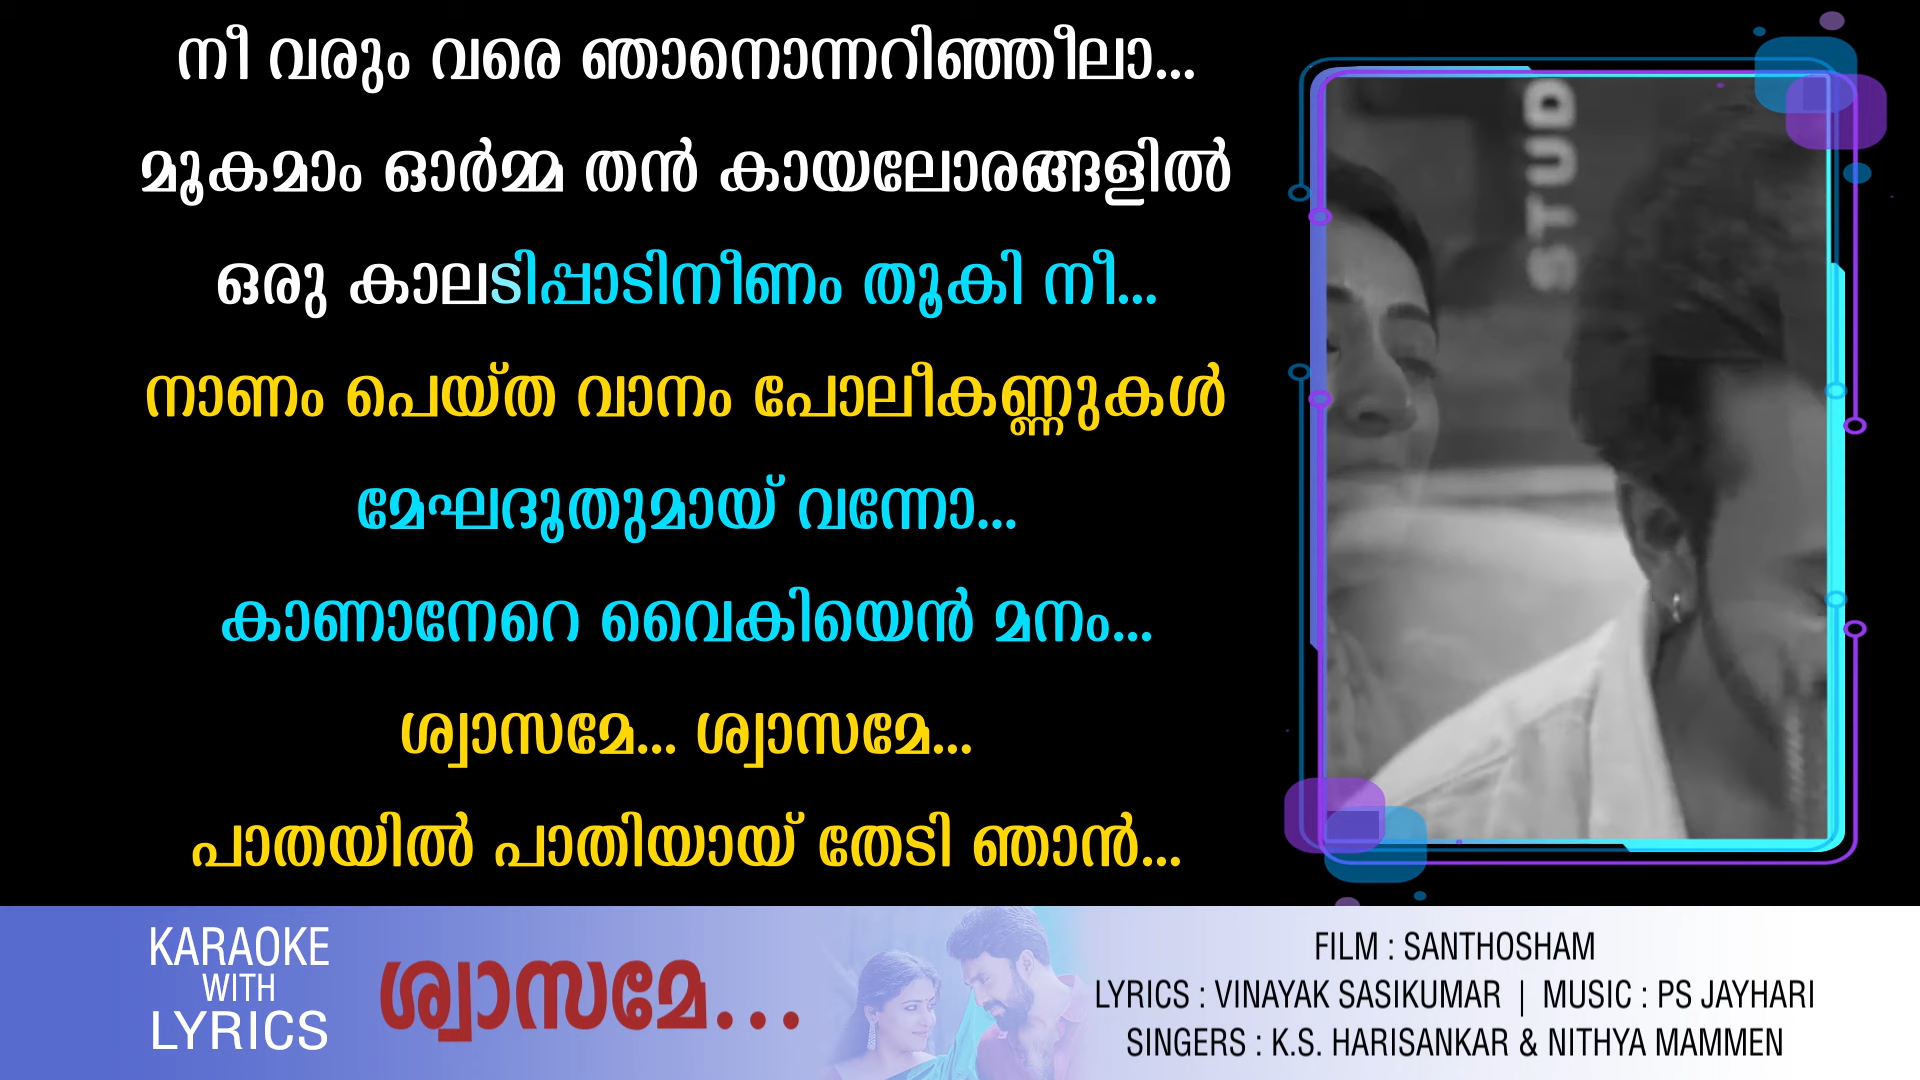 നീ വരും വരെ ഞാനൊന്നറിഞ്ഞീലാ...
മൂകമാം ഓർമ്മ തൻ കായലോരങ്ങളിൽ
ഒരു കാലടിപ്പാടിനീണം തൂകി നീ...
നാണം പെയ്ത വാനം പോലീകണ്ണുകൾ
മേഘദൂതുമായ് വന്നോ...
കാണാനേറെ വൈകിയെൻ മനം...
ശ്വാസമേ... ശ്വാസമേ...
പാതയിൽ പാതിയായ് തേടി ഞാൻ...
STUD
KARAOKE
WITH
LYRICS
ശ്വാസമേ...
FILM : SANTHOSHAM
LYRICS : VINAYAK SASIKUMAR | MUSIC : PS JAYHARI
SINGERS : K.S. HARISANKAR & NITHYA MAMMEN